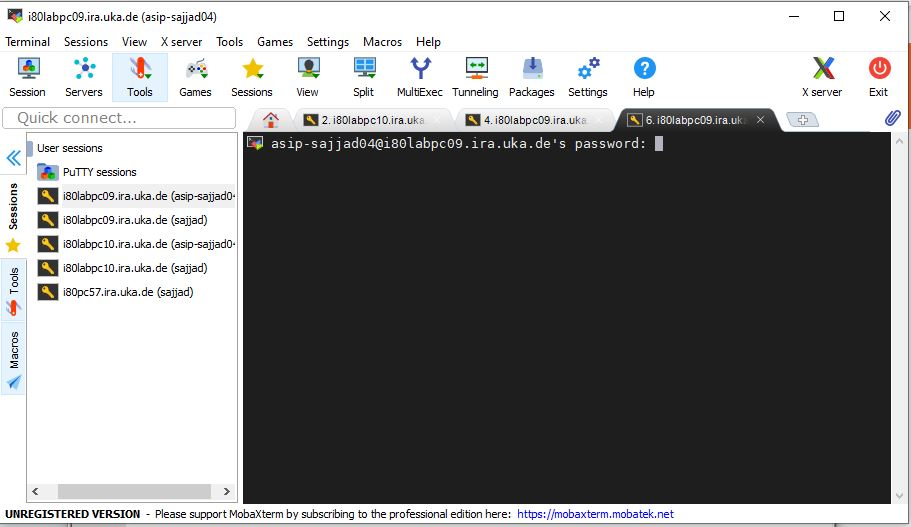 i80labpc09.ira.uka.de (asip-sajjad04)
Terminal Sessions View X server Tools Games Settings Macros Help
Session Servers Tools Games Sessions View Split MultiExec Tunneling Packages Settings Help X server Exit
Quick connect...
2. i80labpc10.ira.uka. 4. i80labpc09.ira.uka. 6. i80labpc09.ira.uka
User sessions
PuTTY sessions
i80labpc09.ira.uka.de (asip-sajjad04
i80labpc09.ira.uka.de (sajjad)
i80labpc10.ira.uka.de (asip-sajjad04
i80labpc10.ira.uka.de (sajjad)
i80pc57.ira.uka.de (sajjad)
Sessions
Tools
Macros
asip-sajjad04@i80labpc09.ira.uka.de's password:
UNREGISTERED VERSION - Please support MobaXterm by subscribing to the professional edition here: https://mobaxterm.mobatek.net